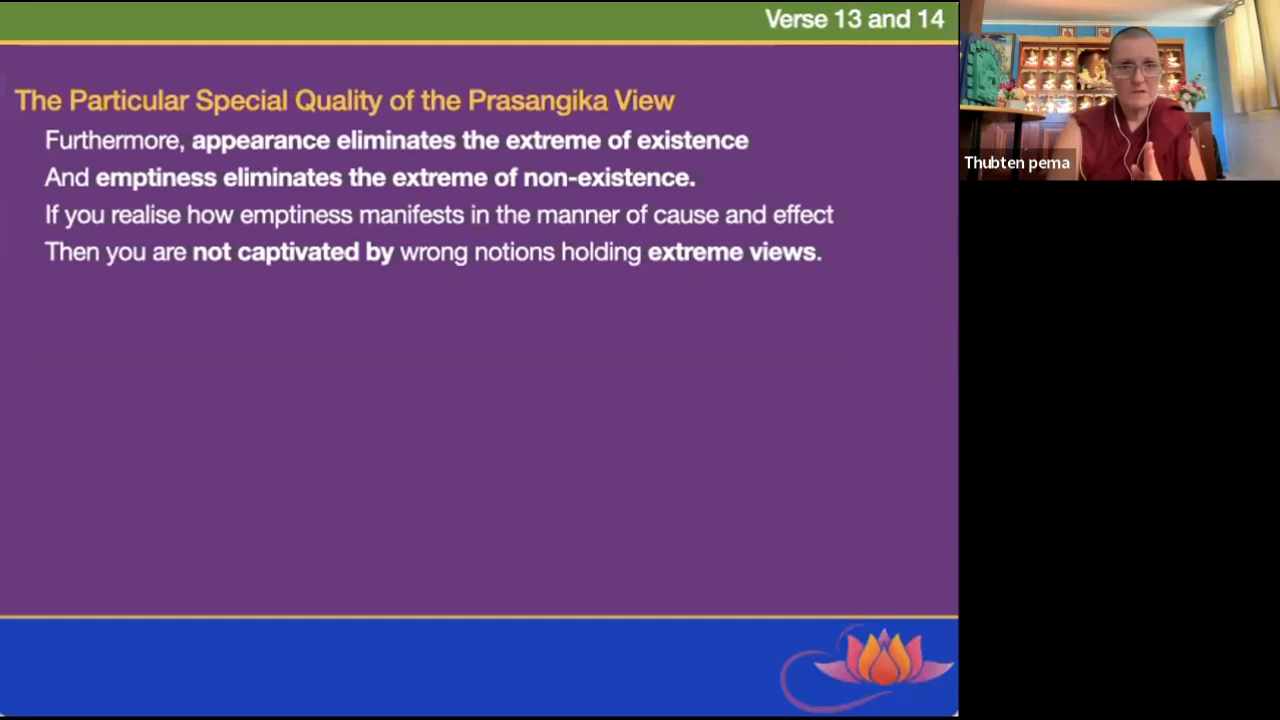 Verse 13 and 14
The Particular Special Quality of the Prasangika View
Furthermore, appearance eliminates the extreme of existence
And emptiness eliminates the extreme of non-existence.
If you realise how emptiness manifests in the manner of cause and effect
Then you are not captivated by wrong notions holding extreme views.
Thubten pema